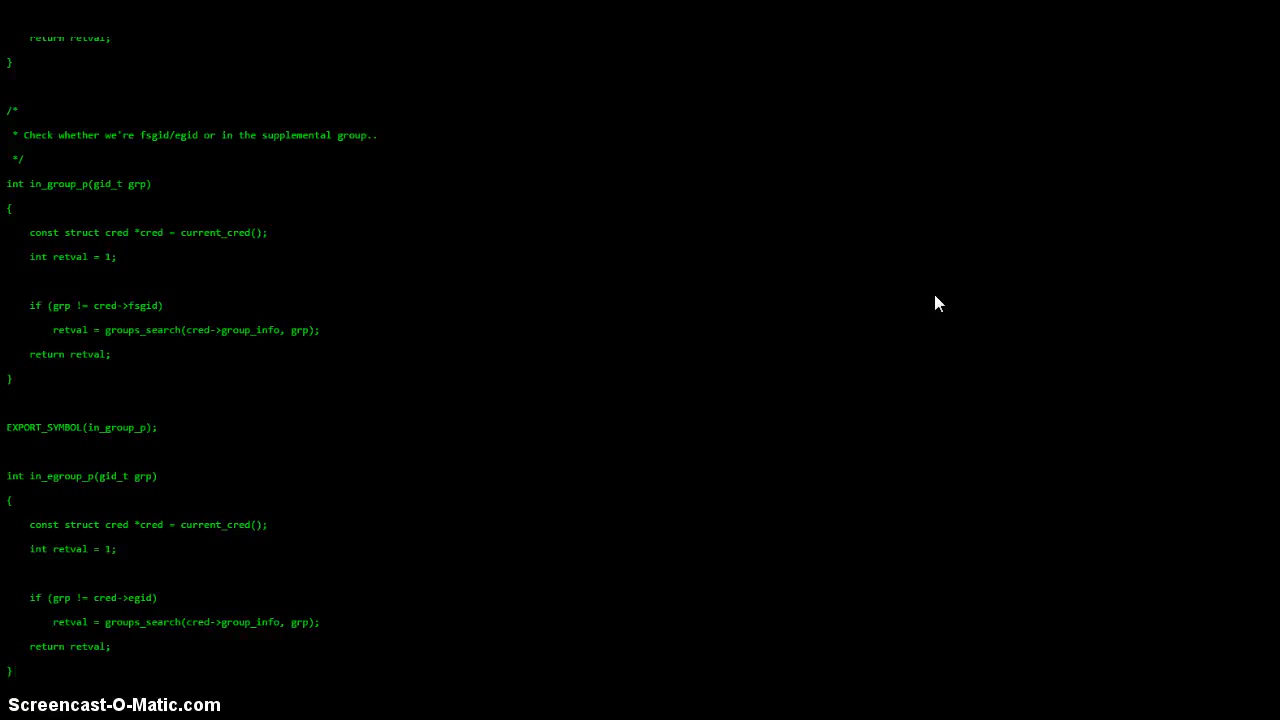 return retval;
}
/*
 * Check whether we're fsgid/egid or in the supplemental group..
 */
int in_group_p(gid_t grp)
{
    const struct cred *cred = current_cred();
    int retval = 1;
    if (grp != cred->fsgid)
        retval = groups_search(cred->group_info, grp);
    return retval;
}
EXPORT_SYMBOL(in_group_p);
int in_egroup_p(gid_t grp)
{
    const struct cred *cred = current_cred();
    int retval = 1;
    if (grp != cred->egid)
        retval = groups_search(cred->group_info, grp);
    return retval;
}
Screencast-O-Matic.com